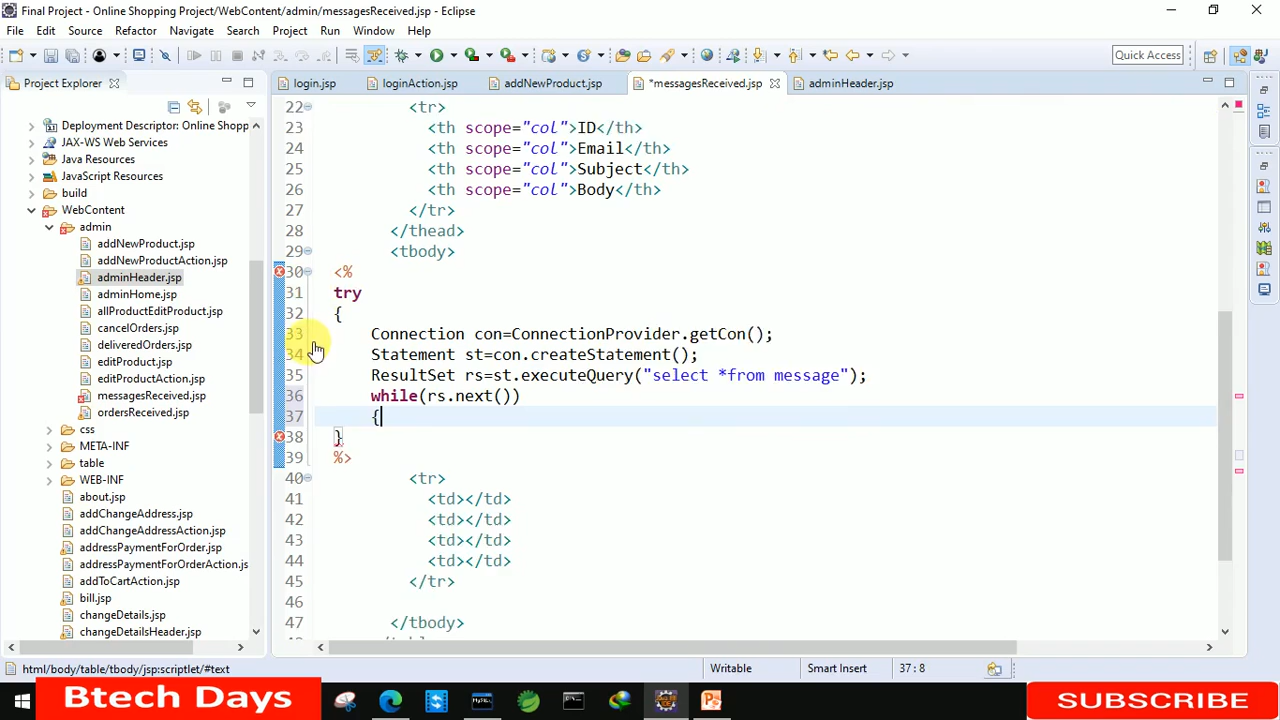 Final Project - Online Shopping Project/WebContent/admin/messagesReceived.jsp - Eclipse
File Edit Source Refactor Navigate Search Project Run Window Help
Quick Access
Project Explorer
login.jsp
loginAction.jsp
addNewProduct.jsp
*messagesReceived.jsp
adminHeader.jsp
Deployment Descriptor: Online Shopp
JAX-WS Web Services
Java Resources
JavaScript Resources
build
WebContent
admin
addNewProduct.jsp
addNewProductAction.jsp
adminHeader.jsp
adminHome.jsp
allProductEditProduct.jsp
cancelOrders.jsp
deliveredOrders.jsp
editProduct.jsp
editProductAction.jsp
messagesReceived.jsp
ordersReceived.jsp
css
META-INF
table
WEB-INF
about.jsp
addChangeAddress.jsp
addChangeAddressAction.jsp
addressPaymentForOrder.jsp
addressPaymentForOrderAction.js
addToCartAction.jsp
bill.jsp
changeDetails.jsp
changeDetailsHeader.jsp
22 <tr>
23 <th scope="col">ID</th>
24 <th scope="col">Email</th>
25 <th scope="col">Subject</th>
26 <th scope="col">Body</th>
27 </tr>
28 </thead>
29 <tbody>
30 <%
31 try
32 {
33 Connection con=ConnectionProvider.getCon();
34 Statement st=con.createStatement();
35 ResultSet rs=st.executeQuery("select *from message");
36 while(rs.next())
37 {
38 }
39 %>
40 <tr>
41 <td></td>
42 <td></td>
43 <td></td>
44 <td></td>
45 </tr>
46
47 </tbody>
html/body/table/tbody/jsp:scriptlet/#text
Writable
Smart Insert
37 : 8
Btech Days
SUBSCRIBE